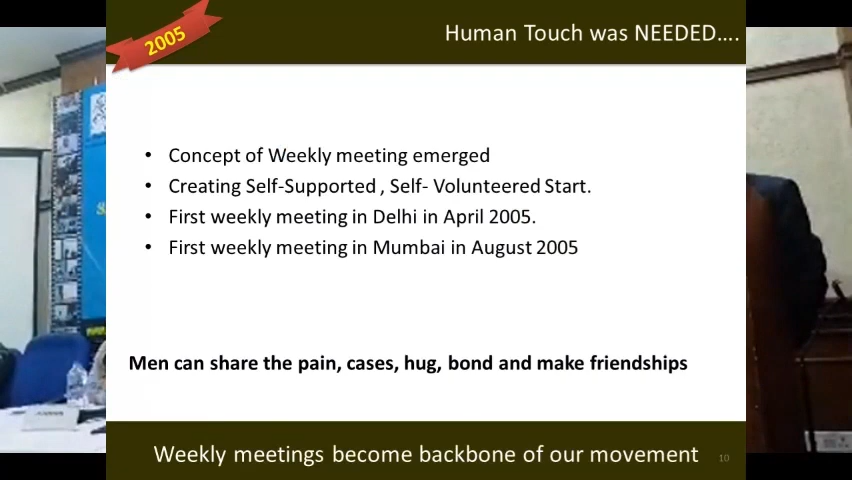 2005
Human Touch was NEEDED....
• Concept of Weekly meeting emerged
• Creating Self-Supported , Self- Volunteered Start.
• First weekly meeting in Delhi in April 2005.
• First weekly meeting in Mumbai in August 2005
Men can share the pain, cases, hug, bond and make friendships
Weekly meetings become backbone of our movement
10